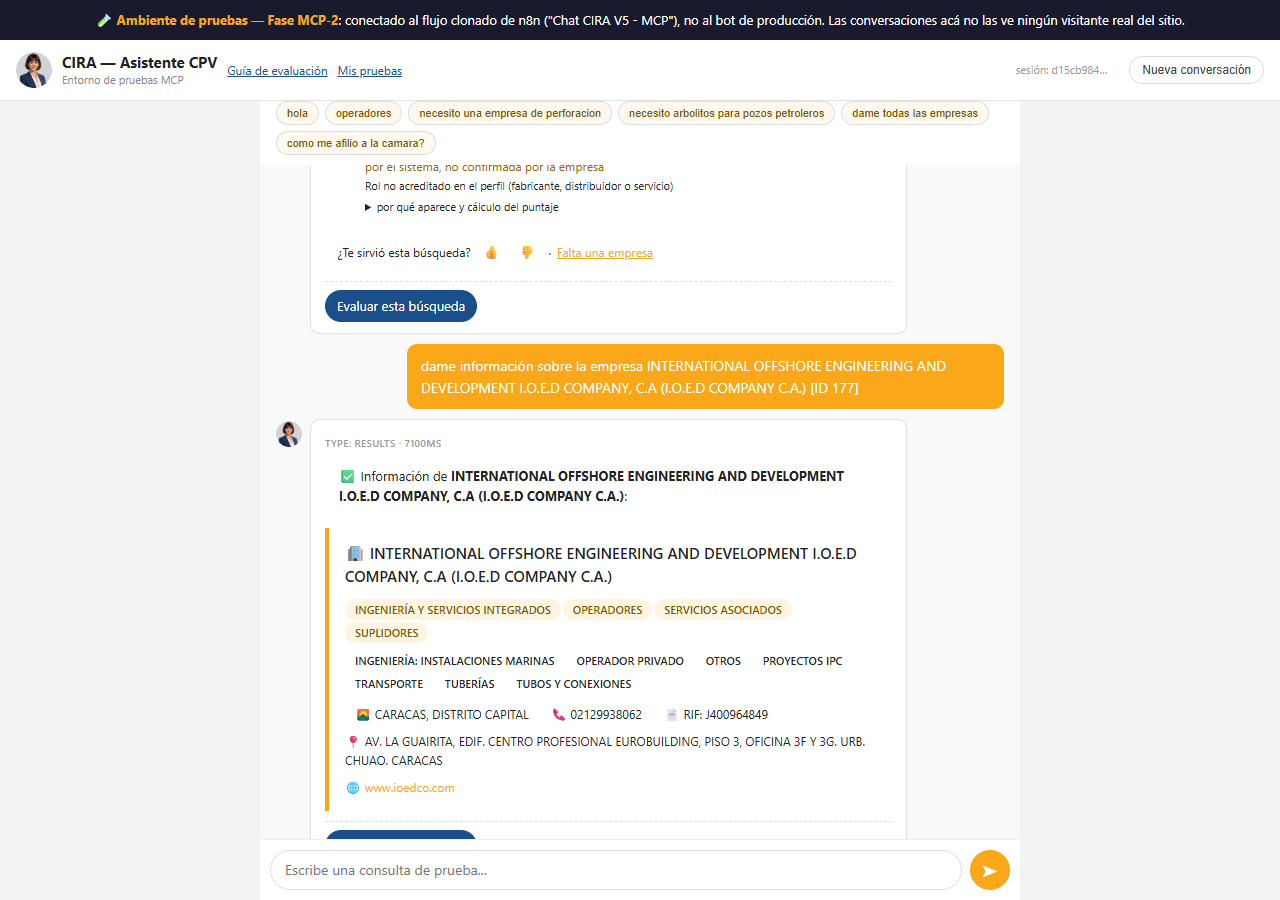 Ambiente de pruebas — Fase MCP-2: conectado al flujo clonado de n8n ("Chat CIRA V5 - MCP"), no al bot de producción. Las conversaciones acá no las ve ningún visitante real del sitio.
CIRA — Asistente CPV
Entorno de pruebas MCP
Guía de evaluación
Mis pruebas
sesión: d15cb984...
Nueva conversación
hola
operadores
necesito una empresa de perforacion
necesito arbolitos para pozos petroleros
dame todas las empresas
como me afilio a la camara?
por el sistema, no confirmada por la empresa
Rol no acreditado en el perfil (fabricante, distribuidor o servicio)
por qué aparece y cálculo del puntaje
¿Te sirvió esta búsqueda?
· Falta una empresa
Evaluar esta búsqueda
dame información sobre la empresa INTERNATIONAL OFFSHORE ENGINEERING AND
DEVELOPMENT I.O.E.D COMPANY, C.A (I.O.E.D COMPANY C.A.) [ID 177]
TYPE: RESULTS · 7100MS
Información de INTERNATIONAL OFFSHORE ENGINEERING AND DEVELOPMENT
I.O.E.D COMPANY, C.A (I.O.E.D COMPANY C.A.):
INTERNATIONAL OFFSHORE ENGINEERING AND DEVELOPMENT I.O.E.D
COMPANY, C.A (I.O.E.D COMPANY C.A.)
INGENIERÍA Y SERVICIOS INTEGRADOS
OPERADORES
SERVICIOS ASOCIADOS
SUPLIDORES
INGENIERÍA: INSTALACIONES MARINAS
OPERADOR PRIVADO
OTROS
PROYECTOS IPC
TRANSPORTE
TUBERÍAS
TUBOS Y CONEXIONES
CARACAS, DISTRITO CAPITAL
02129938062
RIF: J400964849
AV. LA GUAIRITA, EDIF. CENTRO PROFESIONAL EUROBUILDING, PISO 3, OFICINA 3F Y 3G. URB.
CHUAO. CARACAS
www.ioedco.com
Escribe una consulta de prueba...